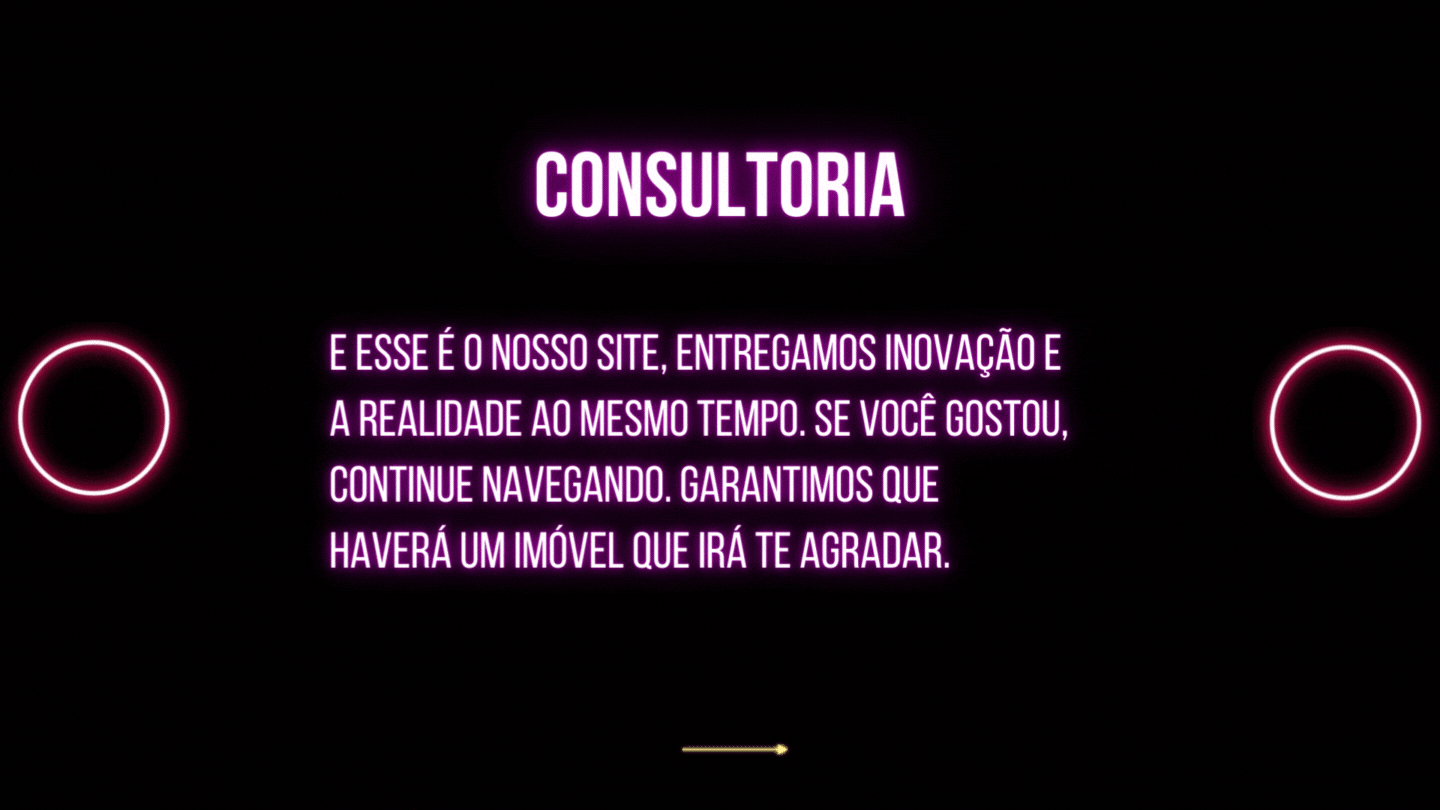 CONSULTORIA
E ESSE É O NOSSO SITE, ENTREGAMOS INOVAÇÃO E
A REALIDADE AO MESMO TEMPO. SE VOCÊ GOSTOU,
CONTINUE NAVEGANDO. GARANTIMOS QUE
HAVERÁ UM IMÓVEL QUE IRÁ TE AGRADAR.